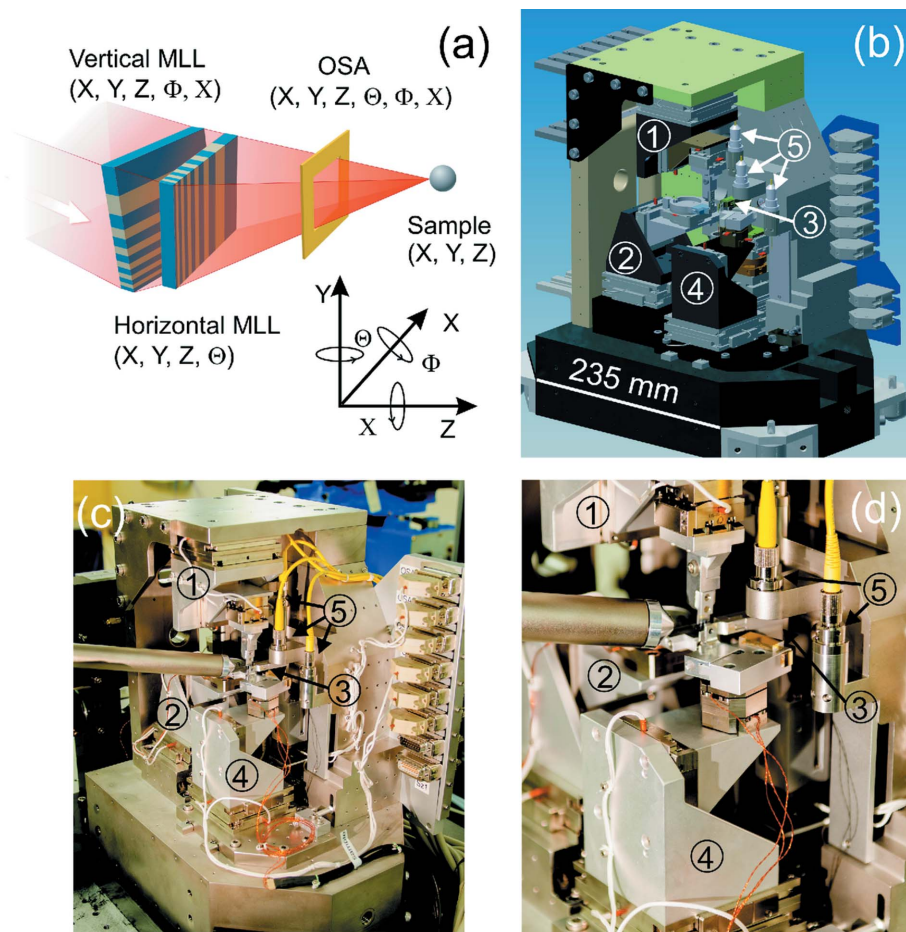 (a)
Vertical MLL
(X, Y, Z, Φ, X)
OSA
(X, Y, Z, Θ, Φ, X)
Sample
(X, Y, Z)
Horizontal MLL
(X, Y, Z, Θ)
Y
X
Θ
Φ
X
Z
(b)
①
⑤
③
②
④
235 mm
(c)
①
OSA
⑤
②
③
④
(d)
①
⑤
②
③
④